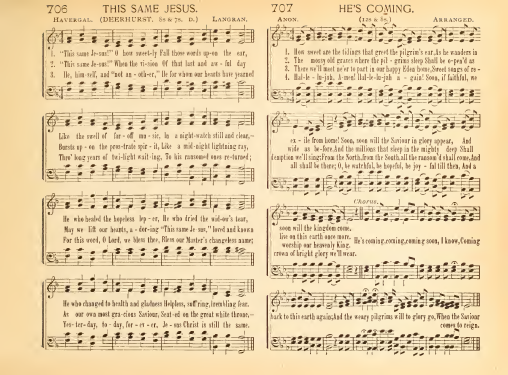 706 THIS SAME JESUS.
HAVERGAL. (DEERHURST. 8s & 7s. D.) LANGRAN.
1. "This same Je-sus!" O how sweet-ly Fall those words up-on the ear,
2. "This same Je-sus!" When the vi-sion Of that last and aw-ful day
3. He, him-self, and "not an-oth-er," He for whom our hearts have yearned
Like the swell of far-off mu-sic, In a night-watch still and clear,—
Bursts up-on the pros-trate spir-it, Like a mid-night lightning ray,
Thro' long years of twi-light wait-ing, To his ransomed ones re-turned;
He who healed the hopeless lep-er, He who dried the wid-ow's tear,
May we lift our hearts, a-dor-ing "This same Je-sus," loved and known
For this word, O Lord, we bless thee, Bless our Master's changeless name;
He who changed to health and gladness Helpless, suff'ring, trembling fear.
As our own most gra-cious Saviour, Seat-ed on the great white throne,—
Yes-ter-day, to-day, for-ev-er, Je-sus Christ is still the same.
707 HE'S COMING.
ANON. (12s & 8s.) ARRANGED.
1. How sweet are the tidings that greet the pilgrim's ear, As he wanders in
2. The mossy old graves where the pil-grims sleep Shall be o-pen'd as
3. There we'll meet ne'er to part in our happy Eden home, Sweet songs of re-
4. Hal-le-lu-jah, A-men! Hal-le-lu-jah a-gain! Soon, if faithful, we
ex-ile from home! Soon, soon will the Saviour in glory appear, And
wide as be-fore, And the millions that sleep in the mighty deep Shall
demption we'll sing; From the North, from the South, all the ransom'd shall come, And
all shall be there; O, be watchful, be hopeful, be joy-ful till then, And a
Chorus.
soon will the kingdom come.
live on this earth once more.
worship our heavenly King.
crown of bright glory we'll wear.
He's coming, coming, coming soon, I know, Coming
back to this earth again; And the weary pilgrims will to glory go, When the Saviour
comes to reign.